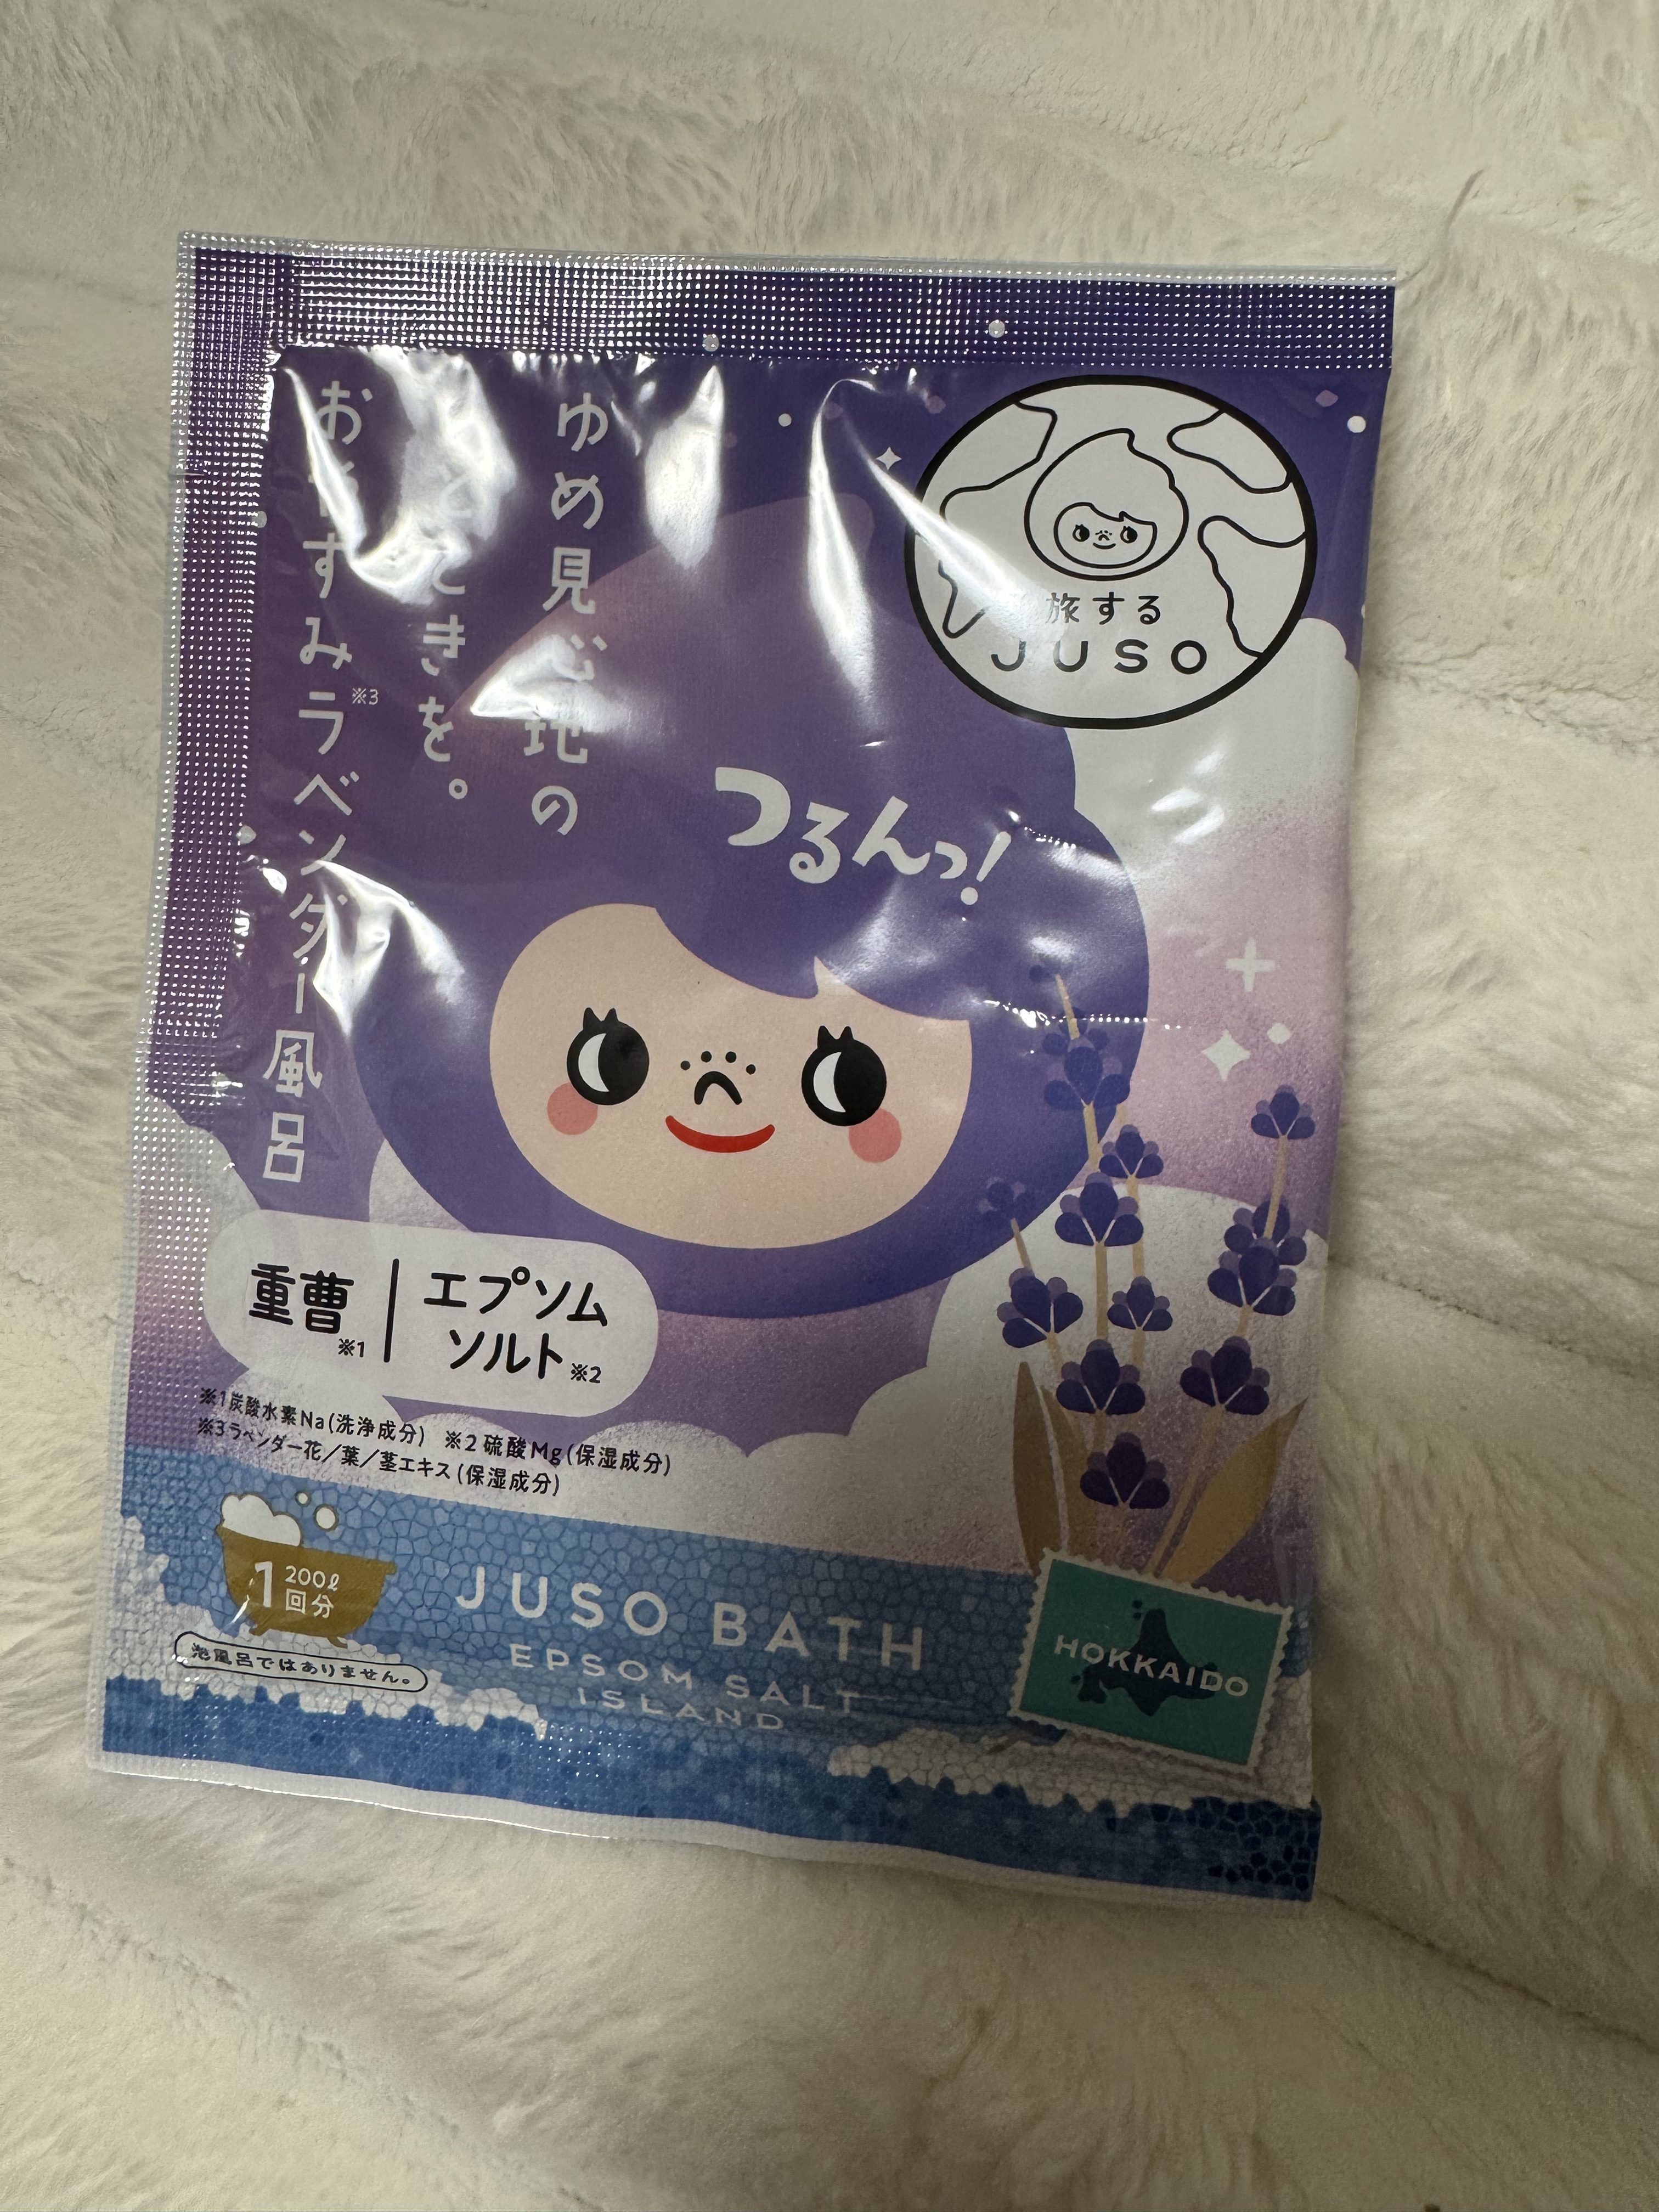 ゆめ見心地の
きを。
すみラベンダー風呂
※3
旅する
JUSO
つるんっ!
重曹※1
エプソム
ソルト※2
※1炭酸水素Na(洗浄成分) ※2硫酸Mg(保湿成分)
※3ラベンダー花/葉/茎エキス(保湿成分)
1回分
200ℓ
泡風呂ではありません。
JUSO BATH
EPSOM SALT
ISLAND
HOKKAIDO